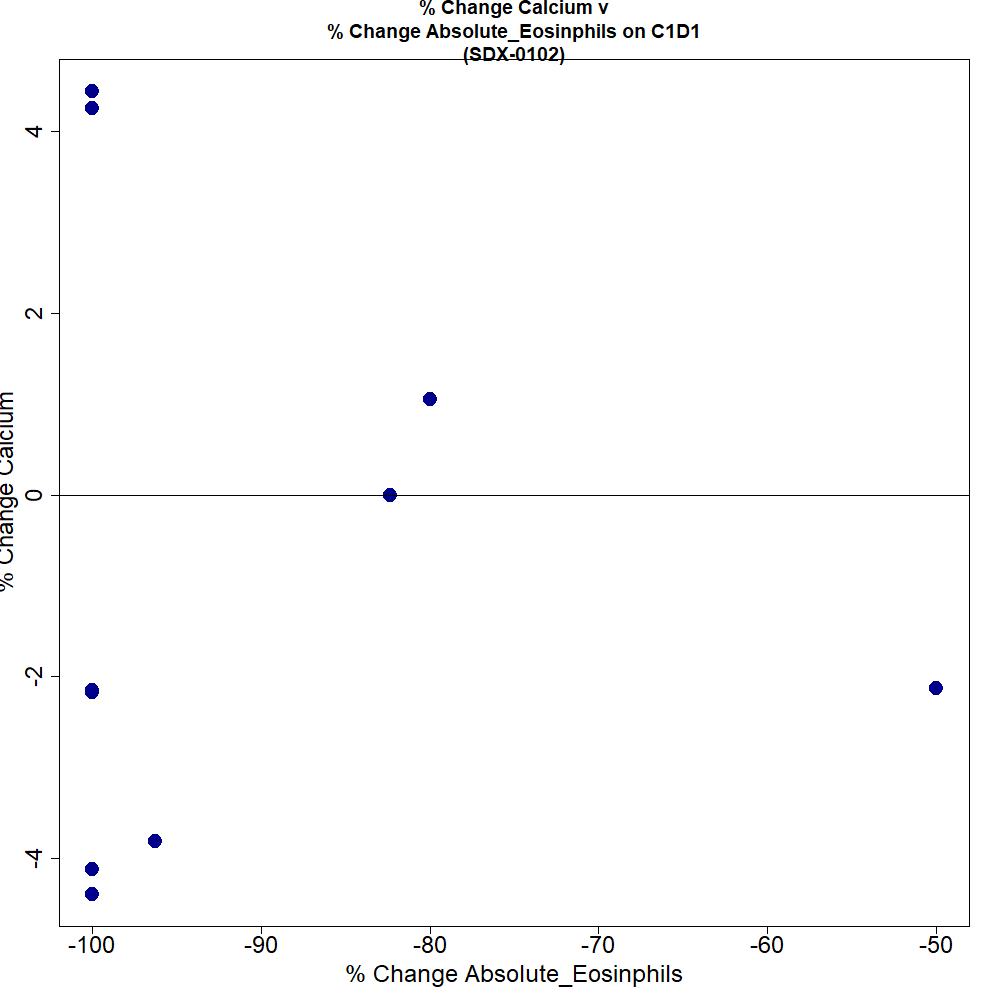 % Change Calcium v
% Change Absolute_Eosinphils on C1D1
(SDX-0102)
% Change Calcium
4
2
0
-2
-4
-100 -90 -80 -70 -60 -50
% Change Absolute_Eosinphils